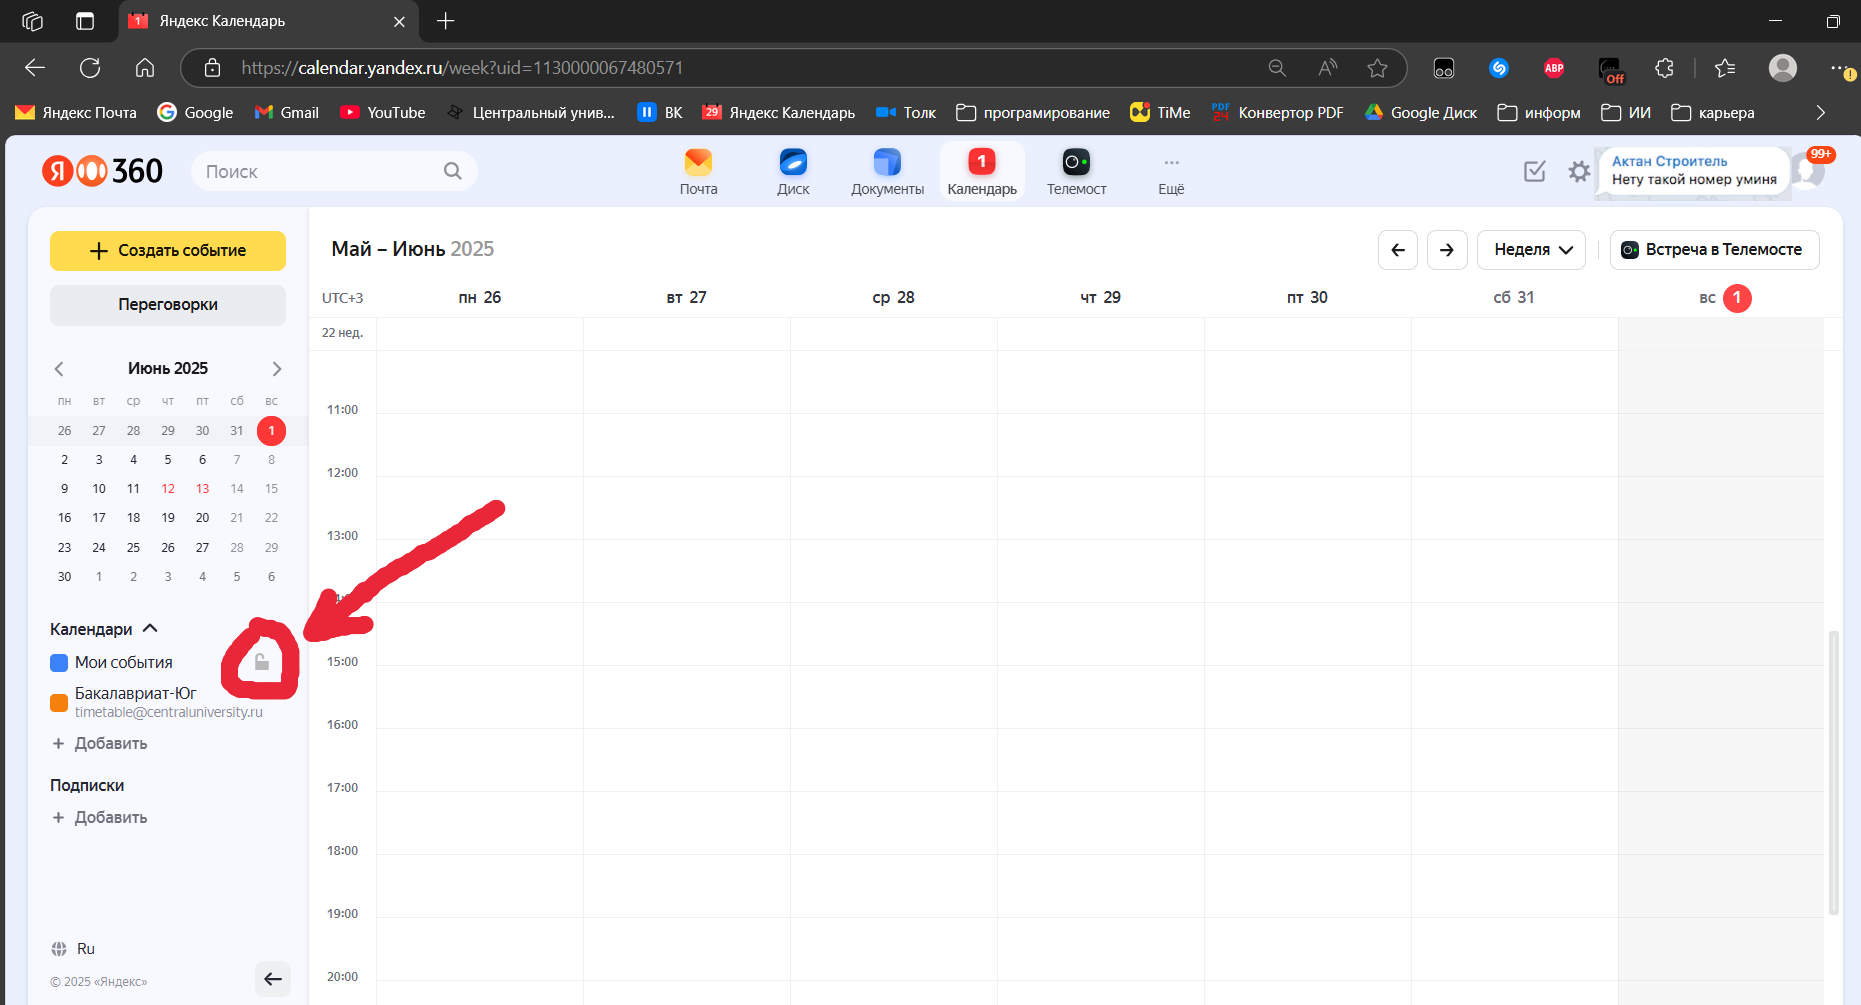 Яндекс Календарь
https://calendar.yandex.ru/week?uid=1130000067480571
ABP
Off
Яндекс Почта
Google
Gmail
YouTube
Центральный унив...
ВК
29
Яндекс Календарь
Толк
програмирование
TiMe
PDF 24
Конвертор PDF
Google Диск
информ
ИИ
карьера
Я 360
Поиск
Почта
Диск
Документы
1
Календарь
Телемост
Ещё
Актан Строитель
Нету такой номер уминя
99+
Создать событие
Переговорки
Июнь 2025
пн вт ср чт пт сб вс
26 27 28 29 30 31 1
2 3 4 5 6 7 8
9 10 11 12 13 14 15
16 17 18 19 20 21 22
23 24 25 26 27 28 29
30 1 2 3 4 5 6
Календари
Мои события
Бакалавриат-Юг
timetable@centraluniversity.ru
+ Добавить
Подписки
+ Добавить
Ru
© 2025 «Яндекс»
Май – Июнь 2025
Неделя
Встреча в Телемосте
UTC+3
пн 26
вт 27
ср 28
чт 29
пт 30
сб 31
вс 1
22 нед.
11:00
12:00
13:00
15:00
16:00
17:00
18:00
19:00
20:00